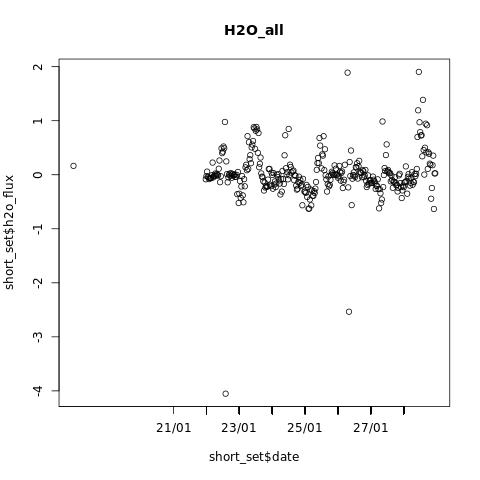 H2O_all
short_set$h2o_flux
2
1
0
-1
-2
-3
-4
21/01 23/01 25/01 27/01
short_set$date